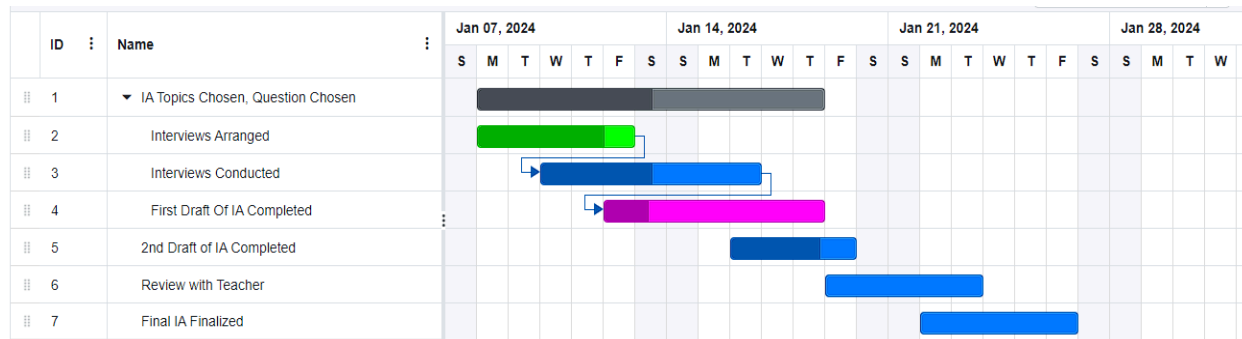 Jan 07, 2024 Jan 14, 2024 Jan 21, 2024 Jan 28, 2024
ID Name
S M T W T F S S M T W T F S S M T W T F S S M T W
1 IA Topics Chosen, Question Chosen
2 Interviews Arranged
3 Interviews Conducted
4 First Draft Of IA Completed
5 2nd Draft of IA Completed
6 Review with Teacher
7 Final IA Finalized